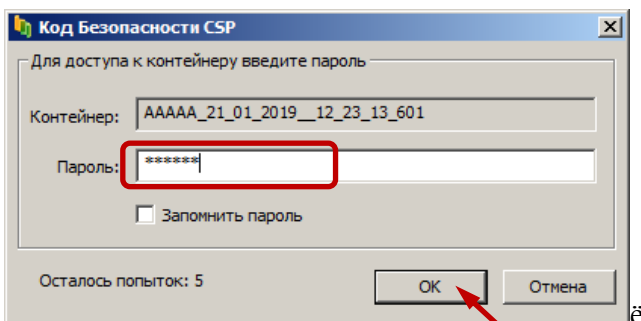 Код Безопасности CSP
Для доступа к контейнеру введите пароль
Контейнер: AAAAA_21_01_2019__12_23_13_601
Пароль: ******
Запомнить пароль
Осталось попыток: 5 OK Отмена
ё